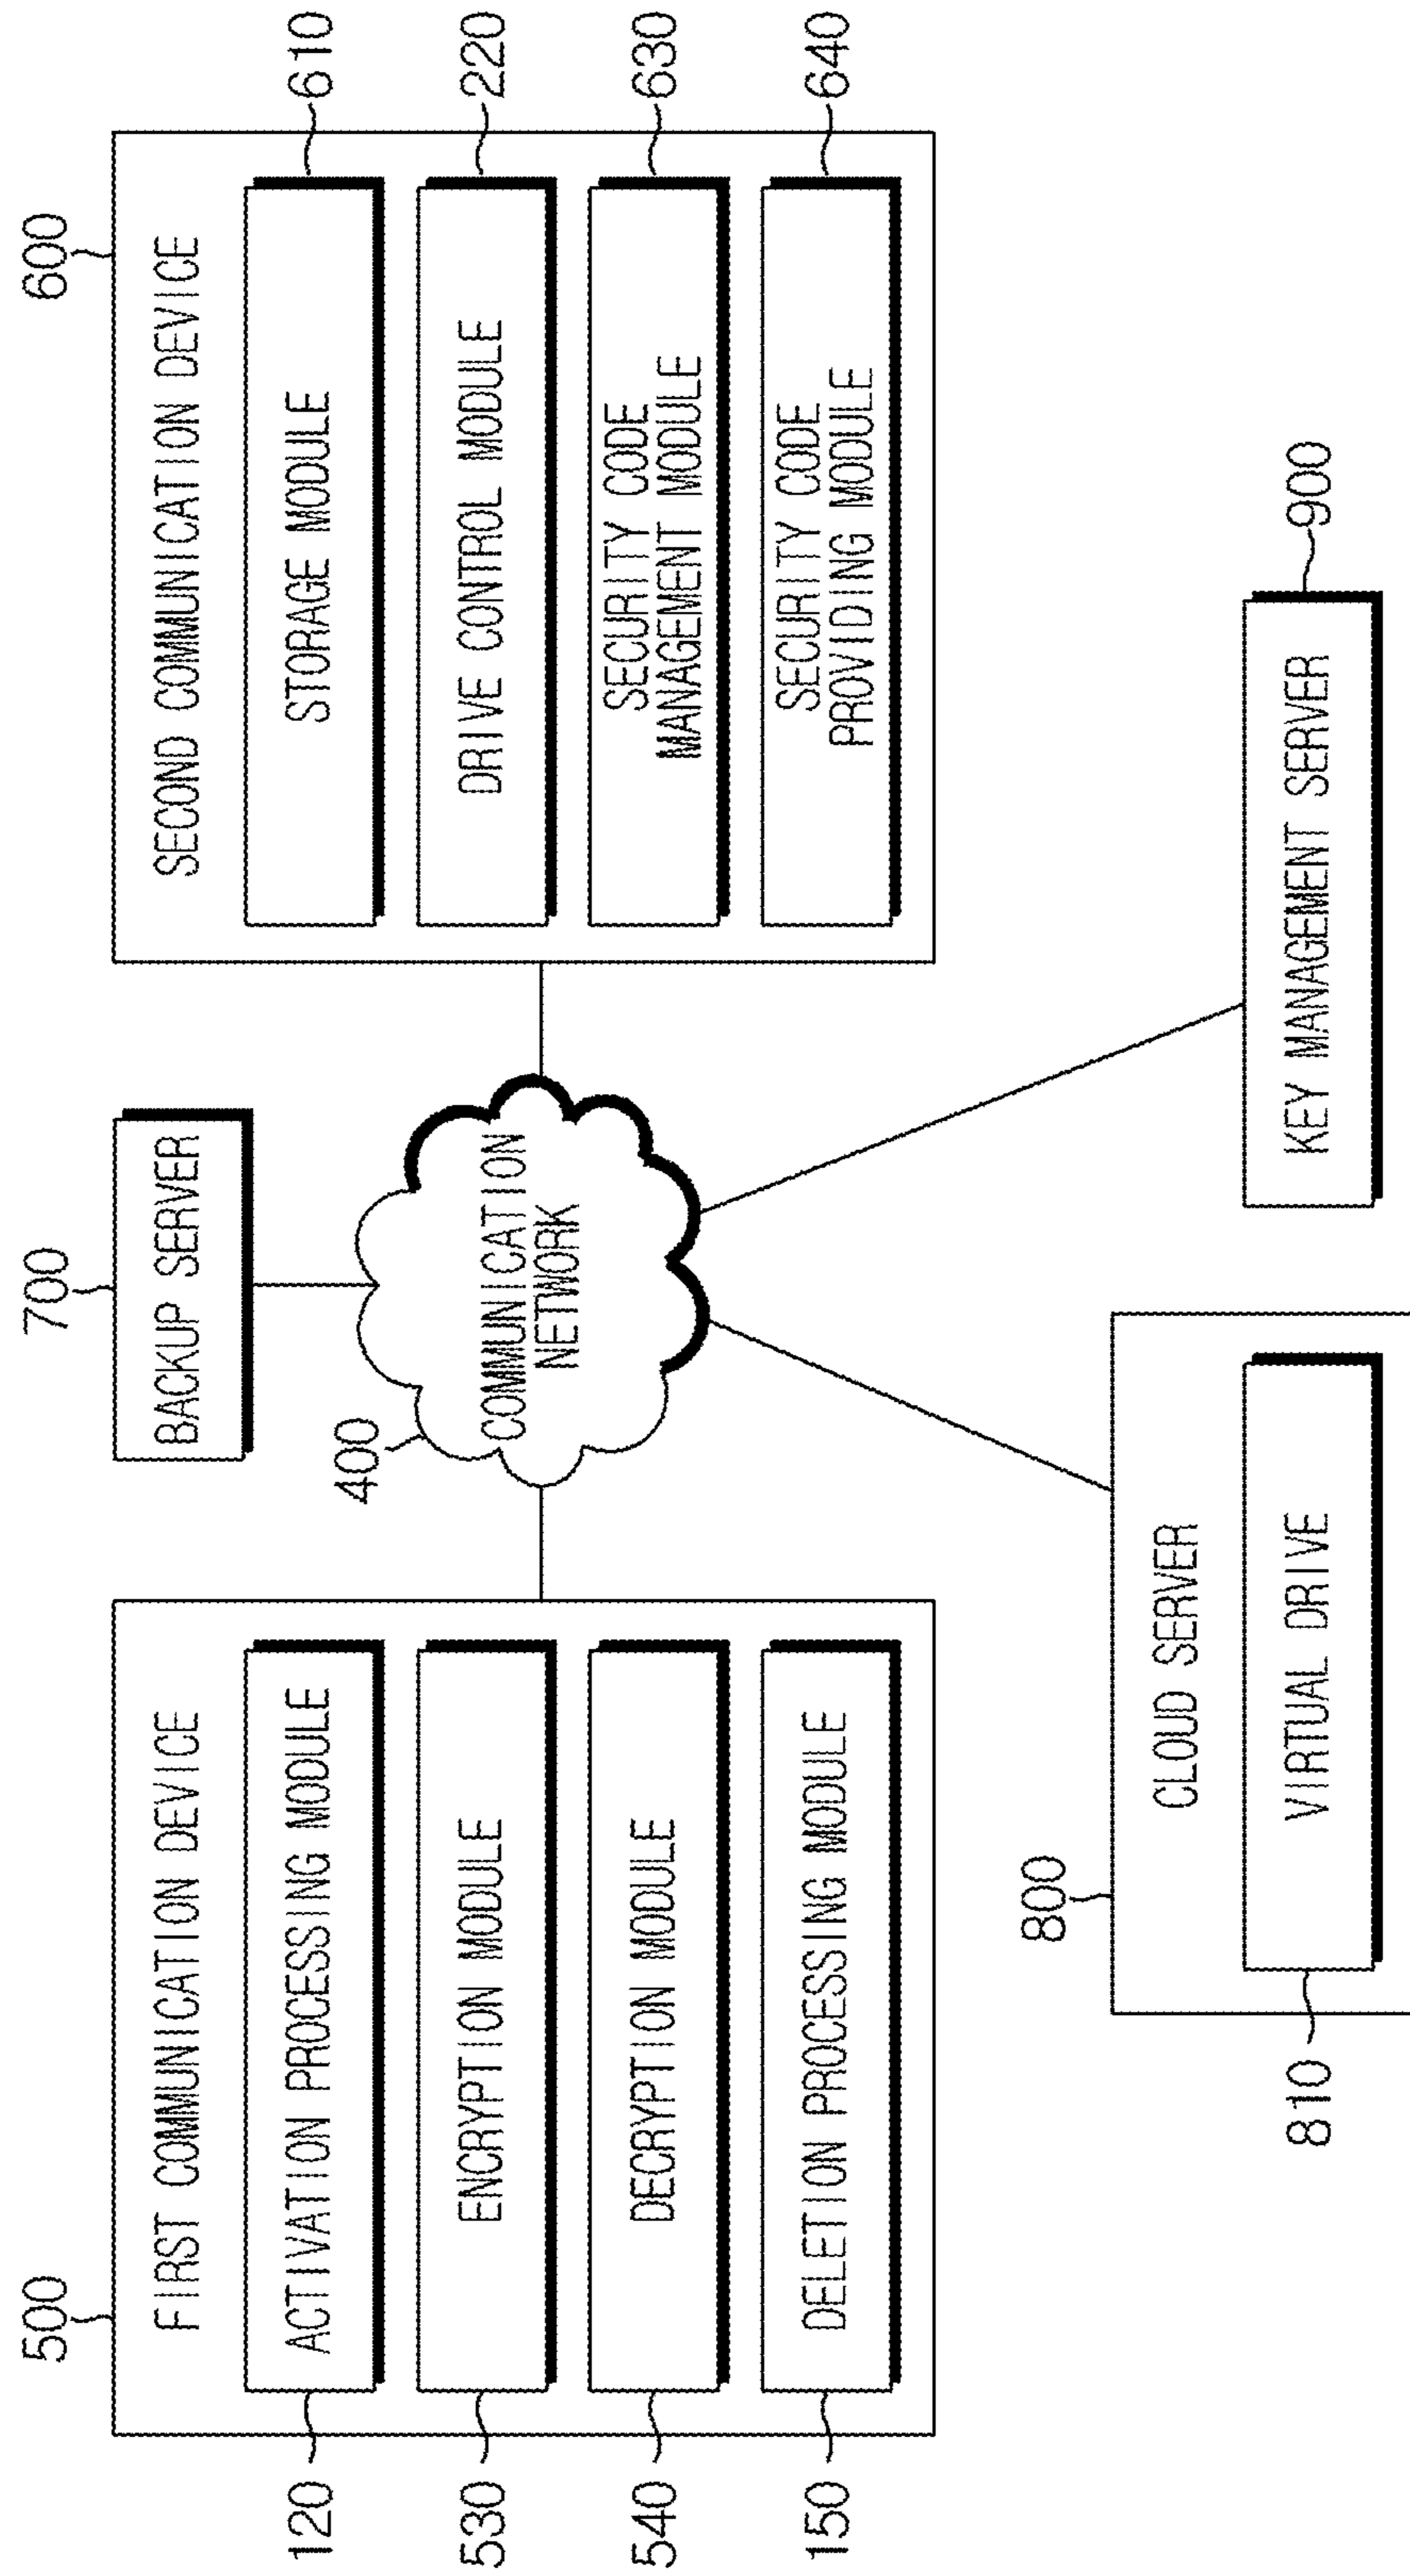 500
FIRST COMMUNICATION DEVICE
120
ACTIVATION PROCESSING MODULE
530
ENCRYPTION MODULE
540
DECRYPTION MODULE
150
DELETION PROCESSING MODULE
700
BACKUP SERVER
400
COMMUNICATION
NETWORK
600
SECOND COMMUNICATION DEVICE
STORAGE MODULE
610
DRIVE CONTROL MODULE
220
SECURITY CODE
MANAGEMENT MODULE
630
SECURITY CODE
PROVIDING MODULE
640
800
CLOUD SERVER
810
VIRTUAL DRIVE
KEY MANAGEMENT SERVER
900